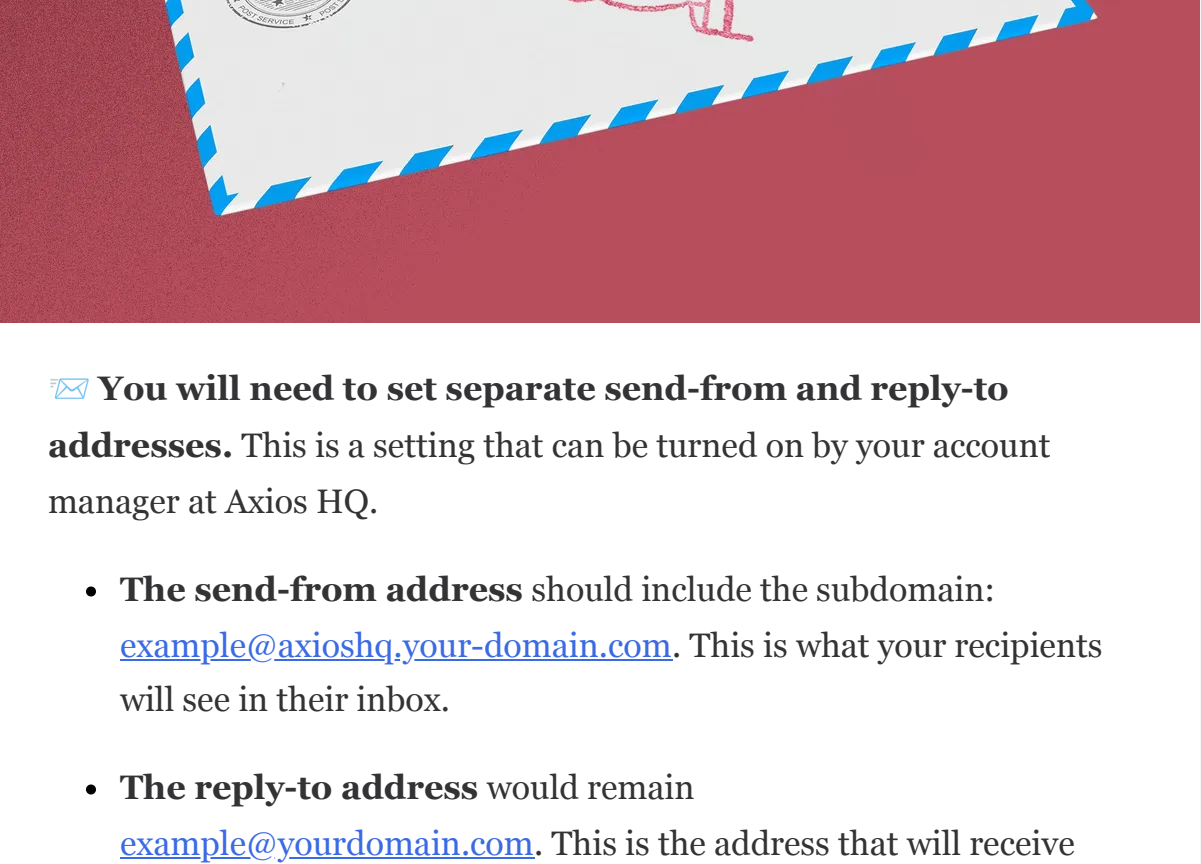 POST SERVICE ★ POST
📨 You will need to set separate send-from and reply-to
addresses. This is a setting that can be turned on by your account
manager at Axios HQ.
• The send-from address should include the subdomain:
example@axioshq.your-domain.com. This is what your recipients
will see in their inbox.
• The reply-to address would remain
example@yourdomain.com. This is the address that will receive